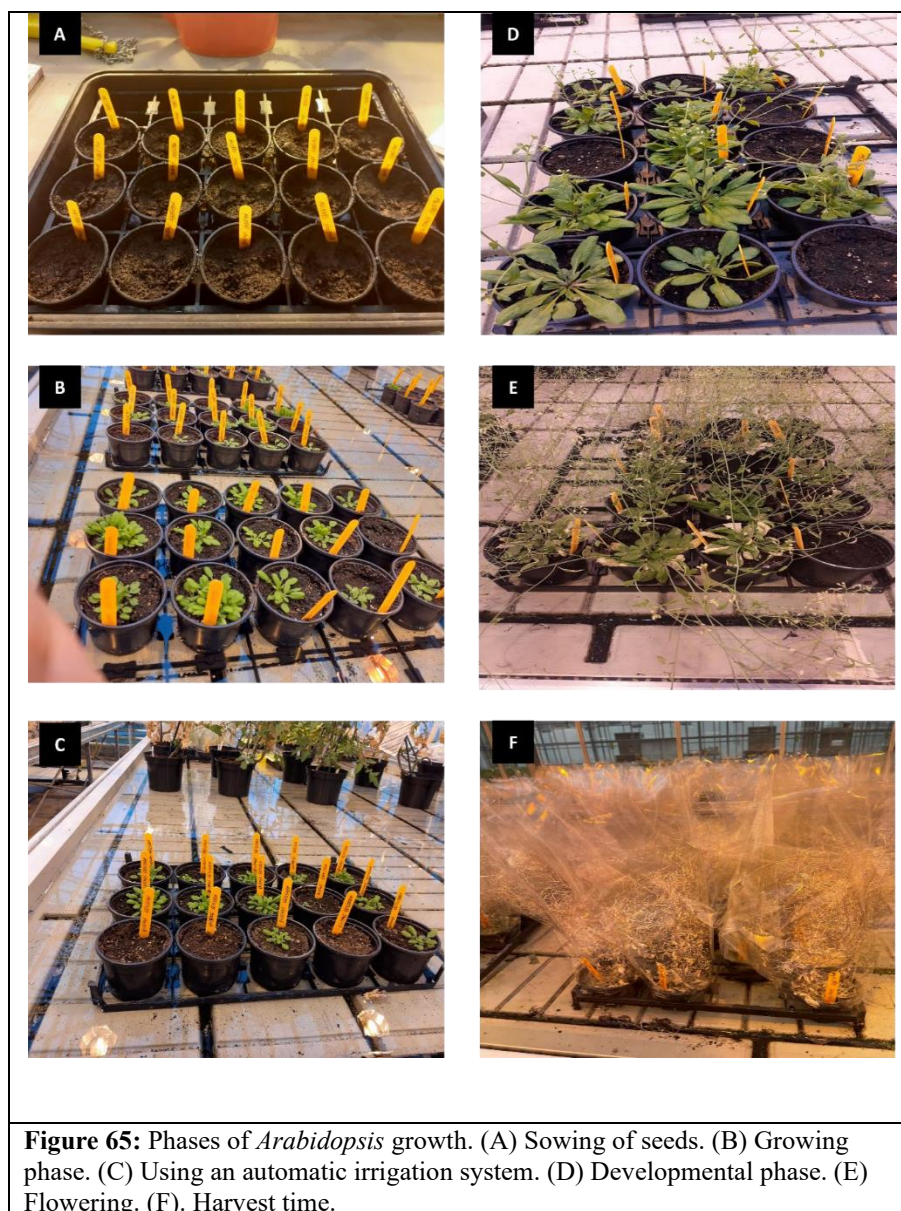 A
D
B
E
C
F
Figure 65: Phases of Arabidopsis growth. (A) Sowing of seeds. (B) Growing
phase. (C) Using an automatic irrigation system. (D) Developmental phase. (E)
Flowering. (F). Harvest time.